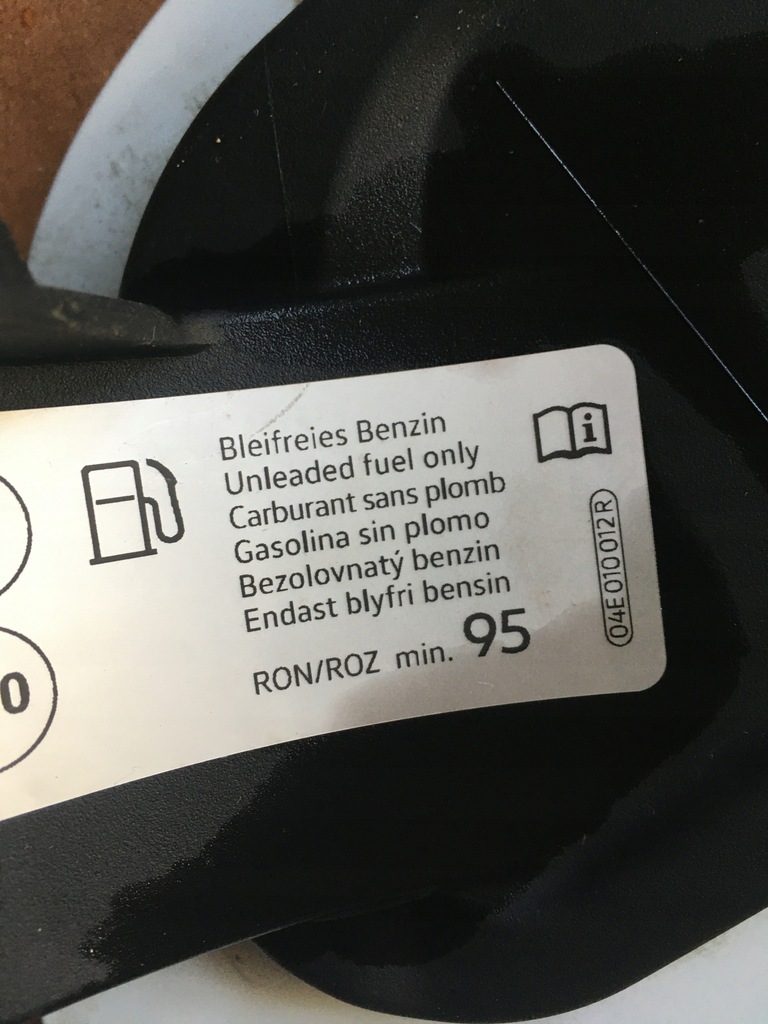 Bleifreies Benzin
Unleaded fuel only
Carburant sans plomb
Gasolina sin plomo
Bezolovnatý benzin
Endast blyfri bensin
RON/ROZ min. 95
04E010012R
0